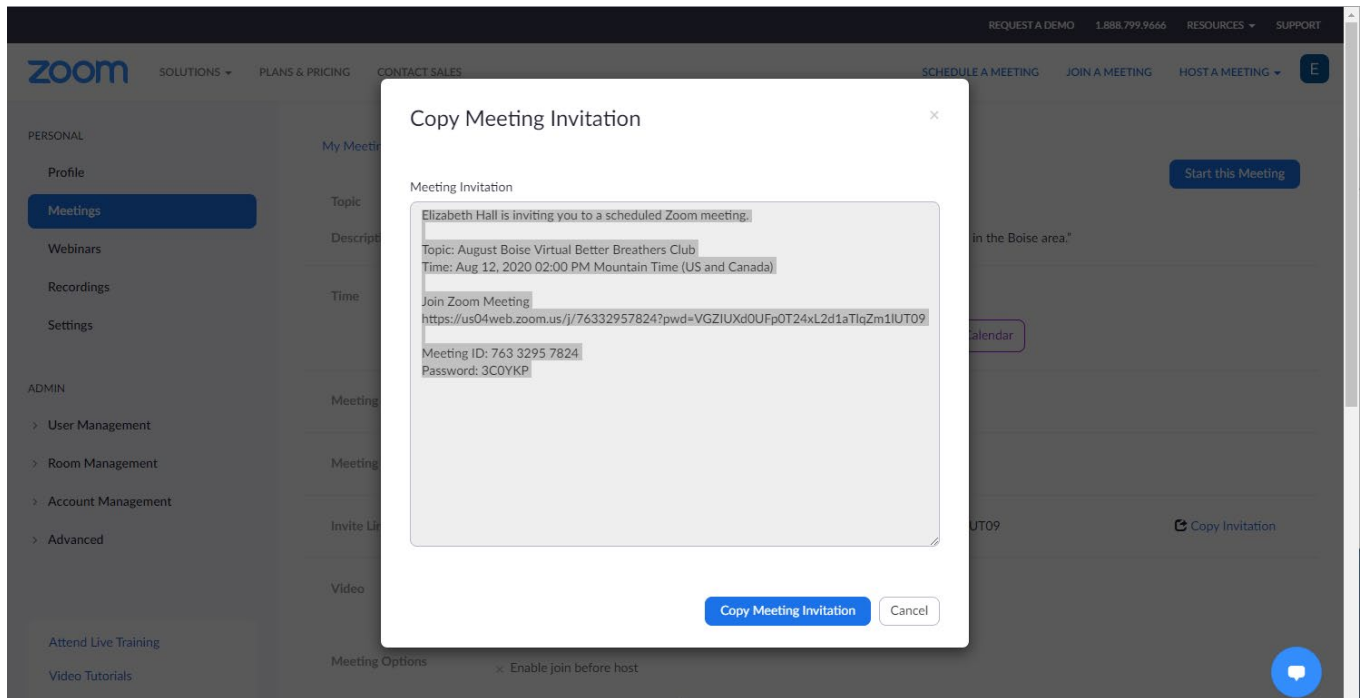 REQUEST A DEMO 1.888.799.9666 RESOURCES SUPPORT
zoom SOLUTIONS PLANS & PRICING CONTACT SALES SCHEDULE A MEETING JOIN A MEETING HOST A MEETING E
PERSONAL
Profile
Meetings
Webinars
Recordings
Settings
ADMIN
User Management
Room Management
Account Management
Advanced
Attend Live Training
Video Tutorials
My Meetin
Start this Meeting
Topic
Descripti
in the Boise area."
Time
Calendar
Meeting
Meeting
Invite Lin
UT09
Copy Invitation
Video
Meeting Options
× Enable join before host
Copy Meeting Invitation ×
Meeting Invitation
Elizabeth Hall is inviting you to a scheduled Zoom meeting.
Topic: August Boise Virtual Better Breathers Club
Time: Aug 12, 2020 02:00 PM Mountain Time (US and Canada)
Join Zoom Meeting
https://us04web.zoom.us/j/76332957824?pwd=VGZIUXd0UFp0T24xL2d1aTlqZm1lUT09
Meeting ID: 763 3295 7824
Password: 3C0YKP
Copy Meeting Invitation Cancel